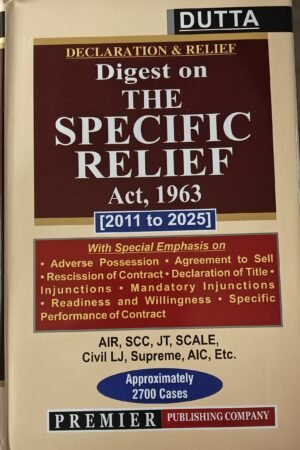 DUTTA
DECLARATION & RELIEF
Digest on
THE
SPECIFIC
RELIEF
Act, 1963
[2011 to 2025]
With Special Emphasis on
• Adverse Possession • Agreement to Sell
• Rescission of Contract • Declaration of Title •
Injunctions • Mandatory Injunctions
• Readiness and Willingness • Specific
Performance of Contract
AIR, SCC, JT, SCALE,
Civil LJ, Supreme, AIC, Etc.
Approximately
2700 Cases
PREMIER PUBLISHING COMPANY